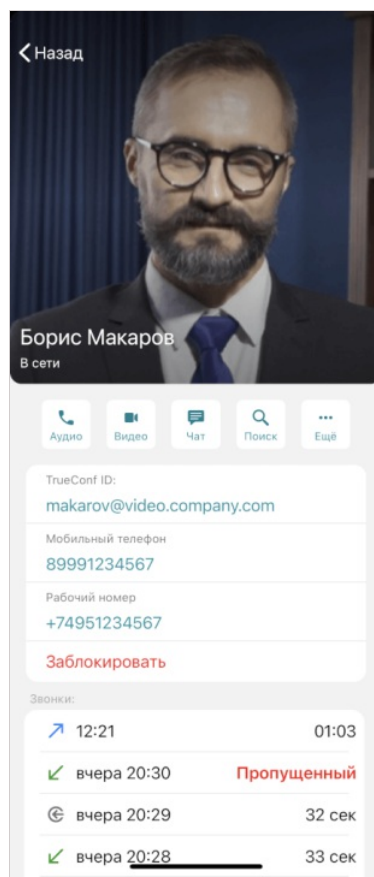 Назад
Борис Макаров
В сети
Аудио Видео Чат Поиск Ещё
TrueConf ID:
makarov@video.company.com
Мобильный телефон
89991234567
Рабочий номер
+74951234567
Заблокировать
Звонки:
12:21 01:03
вчера 20:30 Пропущенный
вчера 20:29 32 сек
вчера 20:28 33 сек